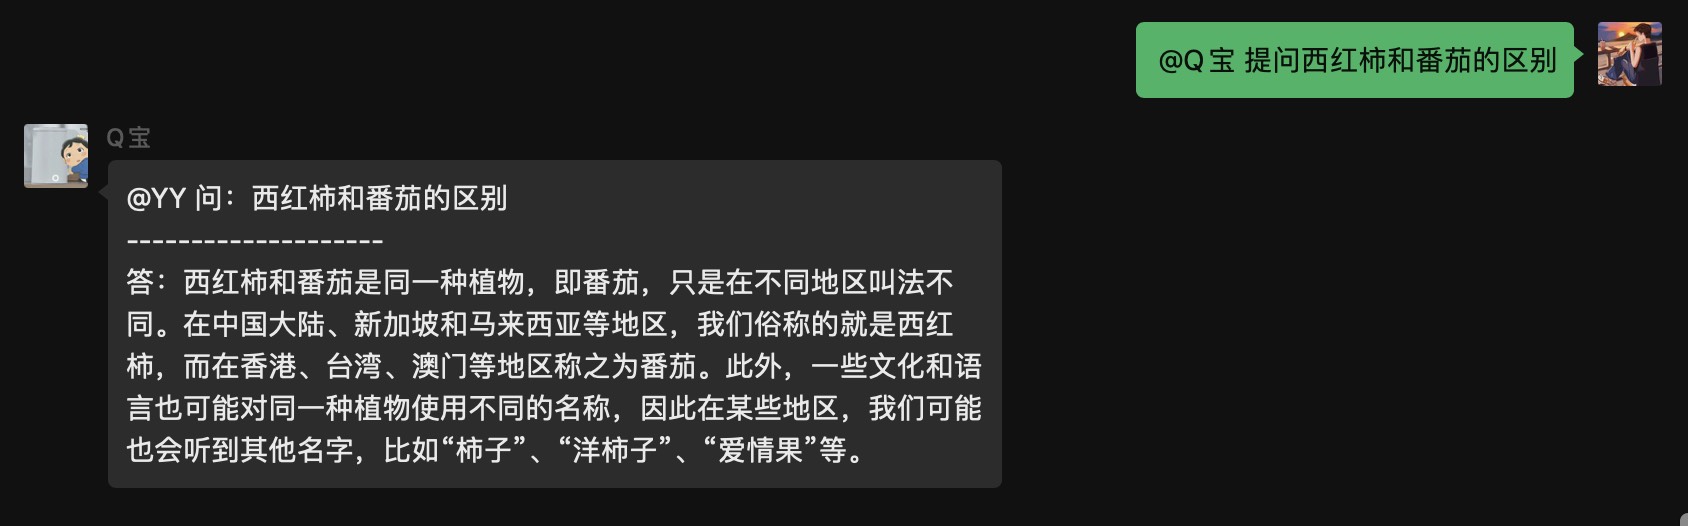 @Q宝 提问西红柿和番茄的区别
Q宝
@YY 问：西红柿和番茄的区别
--------------------
答：西红柿和番茄是同一种植物，即番茄，只是在不同地区叫法不
同。在中国大陆、新加坡和马来西亚等地区，我们俗称的就是西红
柿，而在香港、台湾、澳门等地区称之为番茄。此外，一些文化和语
言也可能对同一种植物使用不同的名称，因此在某些地区，我们可能
也会听到其他名字，比如“柿子”、“洋柿子”、“爱情果”等。